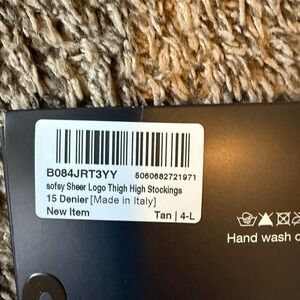 B084JRT3YY 5060682721971
sofsy Sheer Logo Thigh High Stockings
15 Denier [Made in Italy]
New Item Tan | 4-L
Hand wash